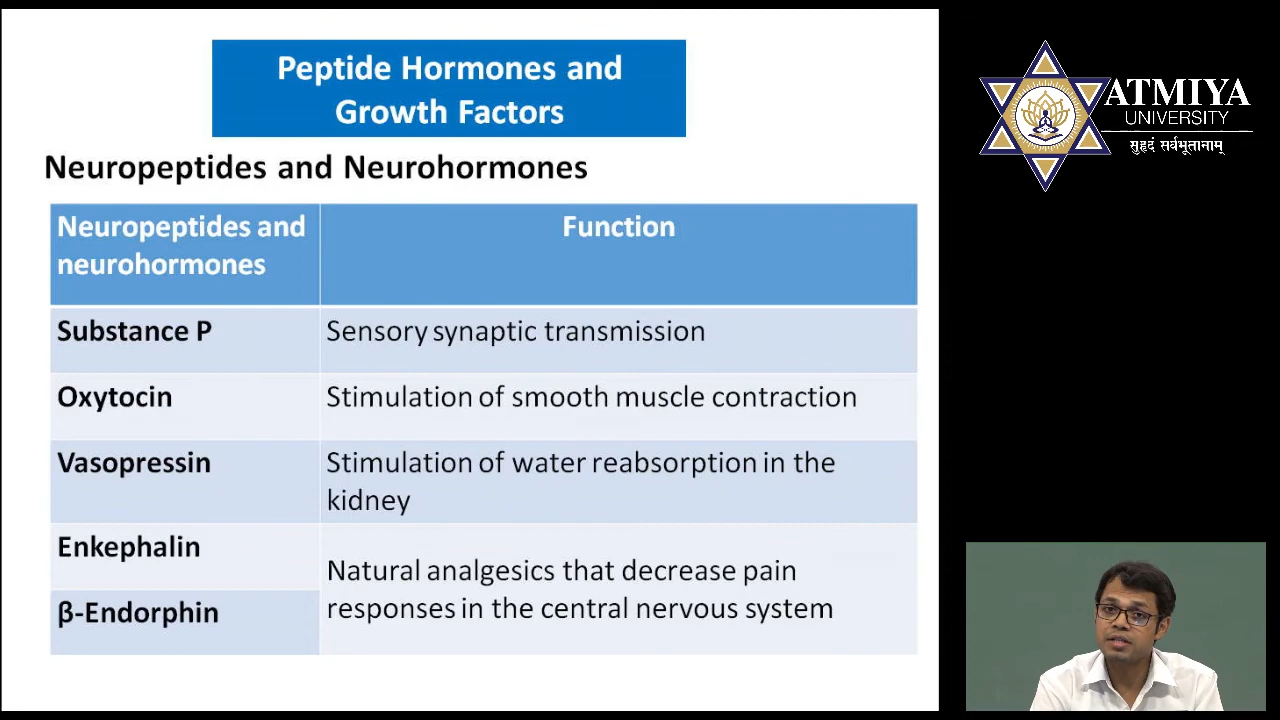 Peptide Hormones and
Growth Factors
Neuropeptides and Neurohormones
Neuropeptides and
neurohormones
Function
Substance P
Sensory synaptic transmission
Oxytocin
Stimulation of smooth muscle contraction
Vasopressin
Stimulation of water reabsorption in the
kidney
Enkephalin
β-Endorphin
Natural analgesics that decrease pain
responses in the central nervous system
ATMIYA
UNIVERSITY
सुहृदं सर्वभूतानाम्